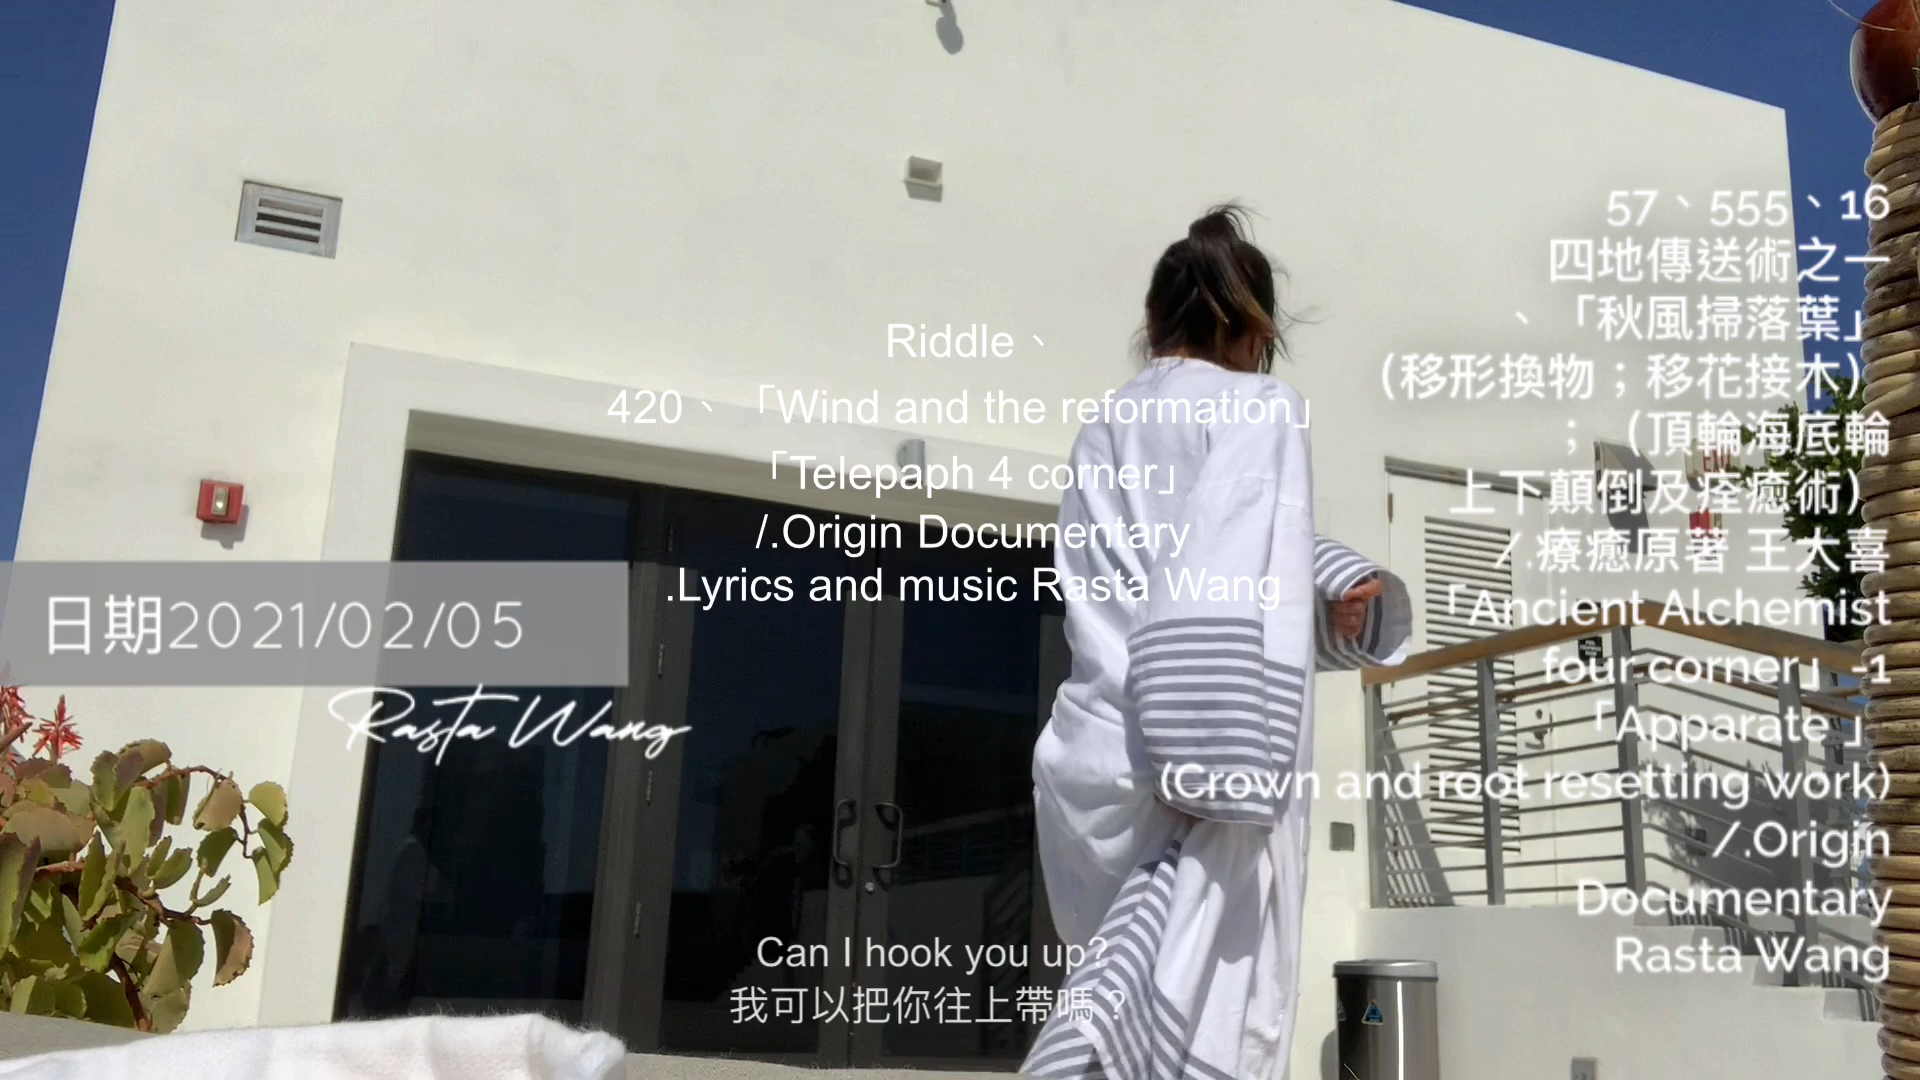 57、555、16
四地傳送術之一
、「秋風掃落葉」
（移形換物；移花接木）
；（頂輪海底輪
上下顛倒及痊癒術）
/.療癒原著 王大喜
「Ancient Alchemist
four corner」-1
「Apparate」
(Crown and root resetting work)
/.Origin
Documentary
Rasta Wang
Riddle、
420、「Wind and the reformation」
「Telepaph 4 corner」
/.Origin Documentary
.Lyrics and music Rasta Wang
日期2021/02/05
Rasta Wang
Can I hook you up?
我可以把你往上帶嗎？
EXIT